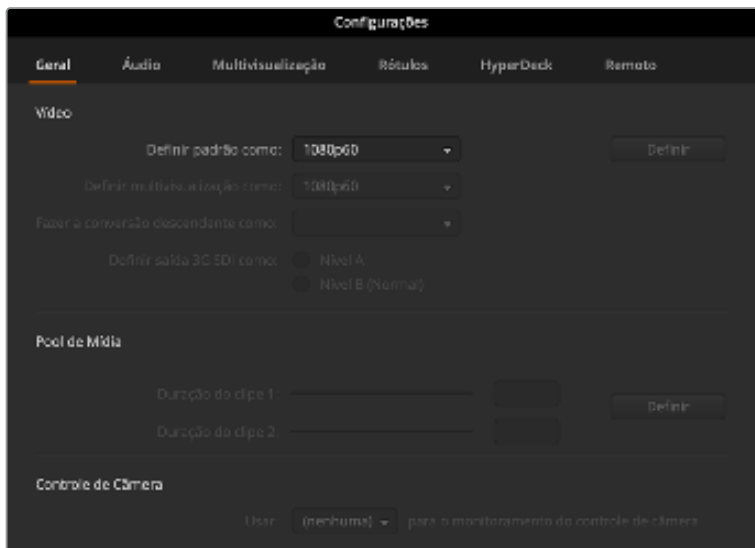 Configurações
Geral Áudio Multivisualização Rótulos HyperDeck Remoto
Vídeo
Definir padrão como: 1080p60 Definir
Definir multivisualização como: 1080p60
Fazer a conversão descendente como:
Definir saída 3G SDI como: Nível A
Nível B (Normal)
Pool de Mídia
Duração do clipe 1:
Definir
Duração do clipe 2:
Controle de Câmera
Usar: (nenhuma) para o monitoramento do controle de câmera